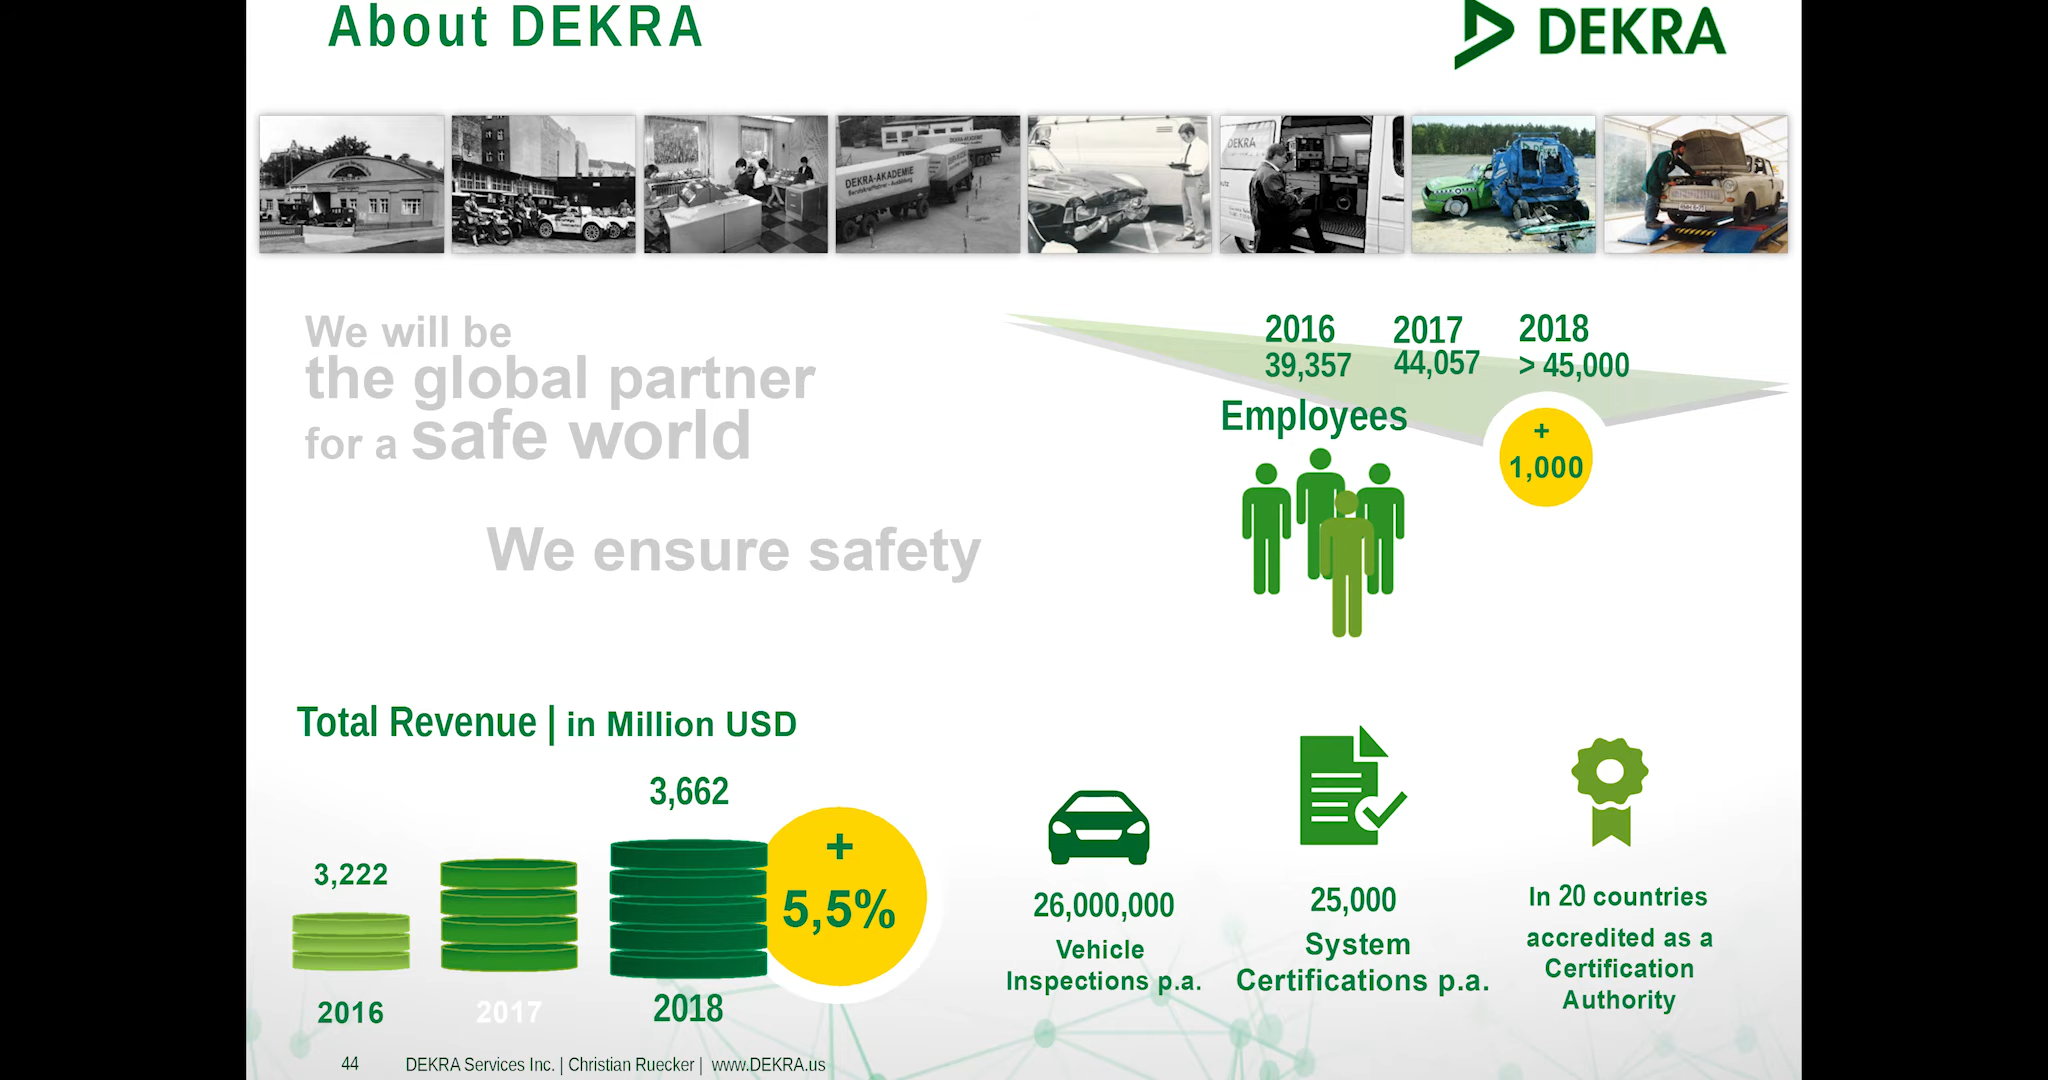 About DEKRA
DEKRA
DEKRA-AKADEMIE
DEKRA
We will be
the global partner
for a safe world
We ensure safety
2016 2017 2018
39,357 44,057 > 45,000
Employees
+
1,000
Total Revenue | in Million USD
3,662
3,222
+
5,5%
2016 2017 2018
26,000,000
Vehicle
Inspections p.a.
25,000
System
Certifications p.a.
In 20 countries
accredited as a
Certification
Authority
44 DEKRA Services Inc. | Christian Ruecker | www.DEKRA.us